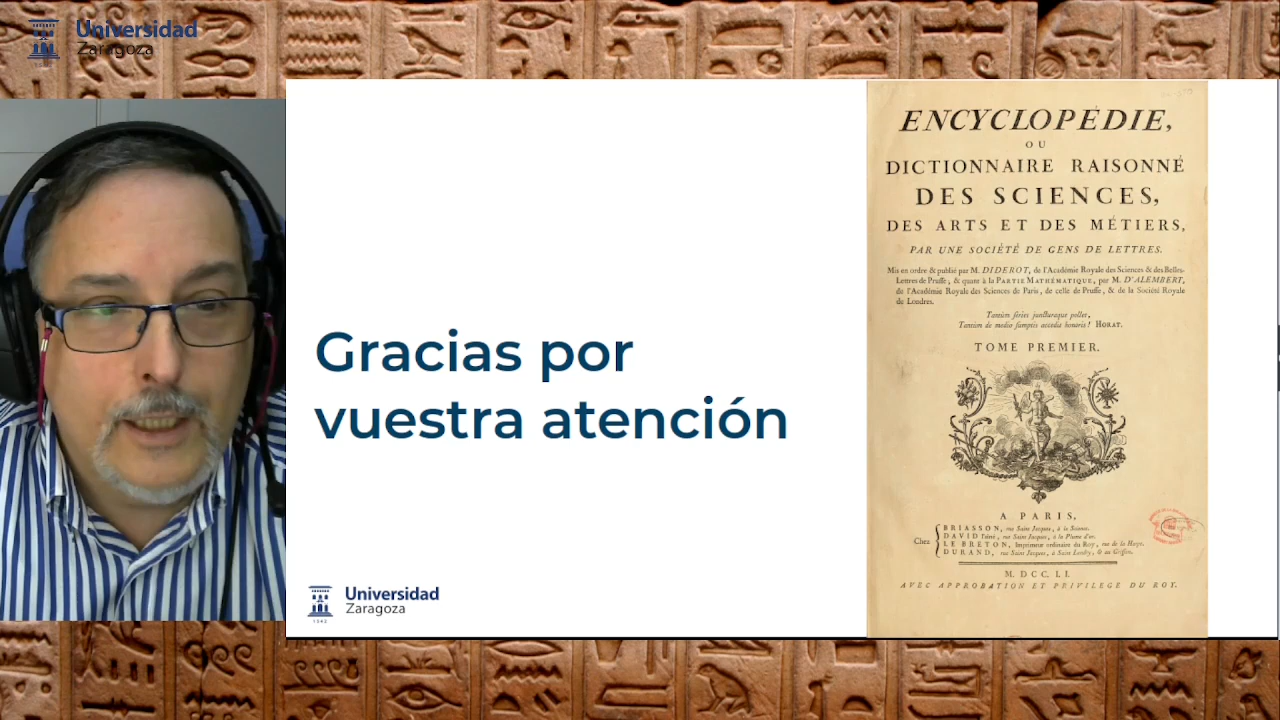 Universidad
Zaragoza
Gracias por
vuestra atención
Universidad
Zaragoza
1542
ENCYCLOPÉDIE,
OU
DICTIONNAIRE RAISONNÉ
DES SCIENCES,
DES ARTS ET DES MÉTIERS,
PAR UNE SOCIÉTÉ DE GENS DE LETTRES.
Mis en ordre & publié par M. DIDEROT, de l'Académie Royale des Sciences & des Belles-
Lettres de Prusse; & quant à la PARTIE MATHÉMATIQUE, par M. D'ALEMBERT,
de l'Académie Royale des Sciences de Paris, de celle de Prusse, & de la Société Royale
de Londres.
Tantùm series juncturaque pollet,
Tantùm de medio sumptis accedit honoris! HORAT.
TOME PREMIER.
A PARIS,
Chez
BRIASSON, rue Saint Jacques, à la Science.
DAVID l'aîné, rue Saint Jacques, à la Plume d'or.
LE BRETON, Imprimeur ordinaire du Roy, rue de la Harpe.
DURAND, rue Saint Jacques, à Saint Landry, & au Griffon.
M. DCC. LI.
AVEC APPROBATION ET PRIVILEGE DU ROY.